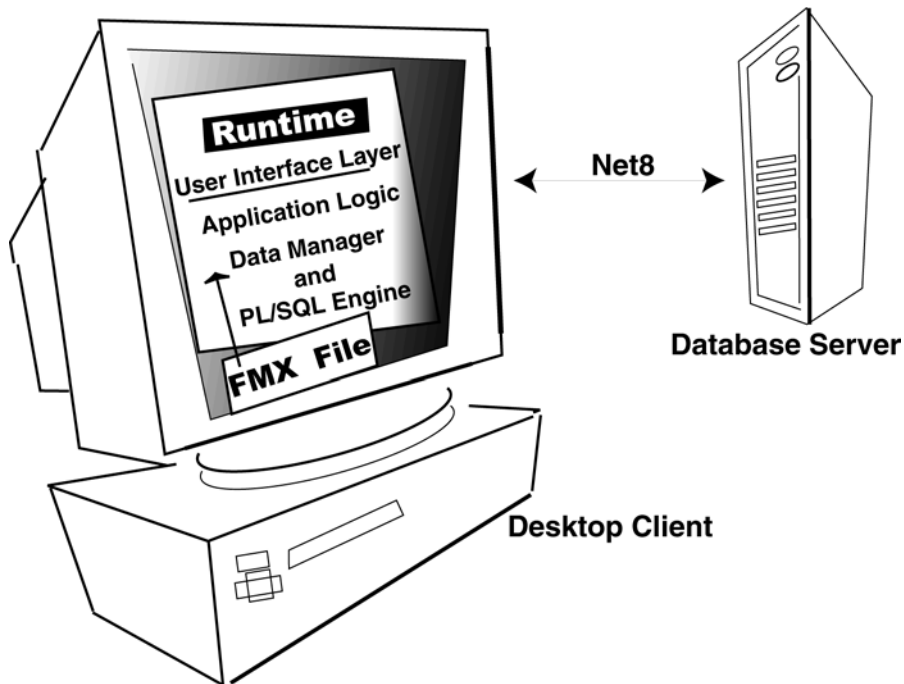 Runtime
User Interface Layer
Application Logic
Data Manager
and
PL/SQL Engine
FMX File
Net8
Database Server
Desktop Client